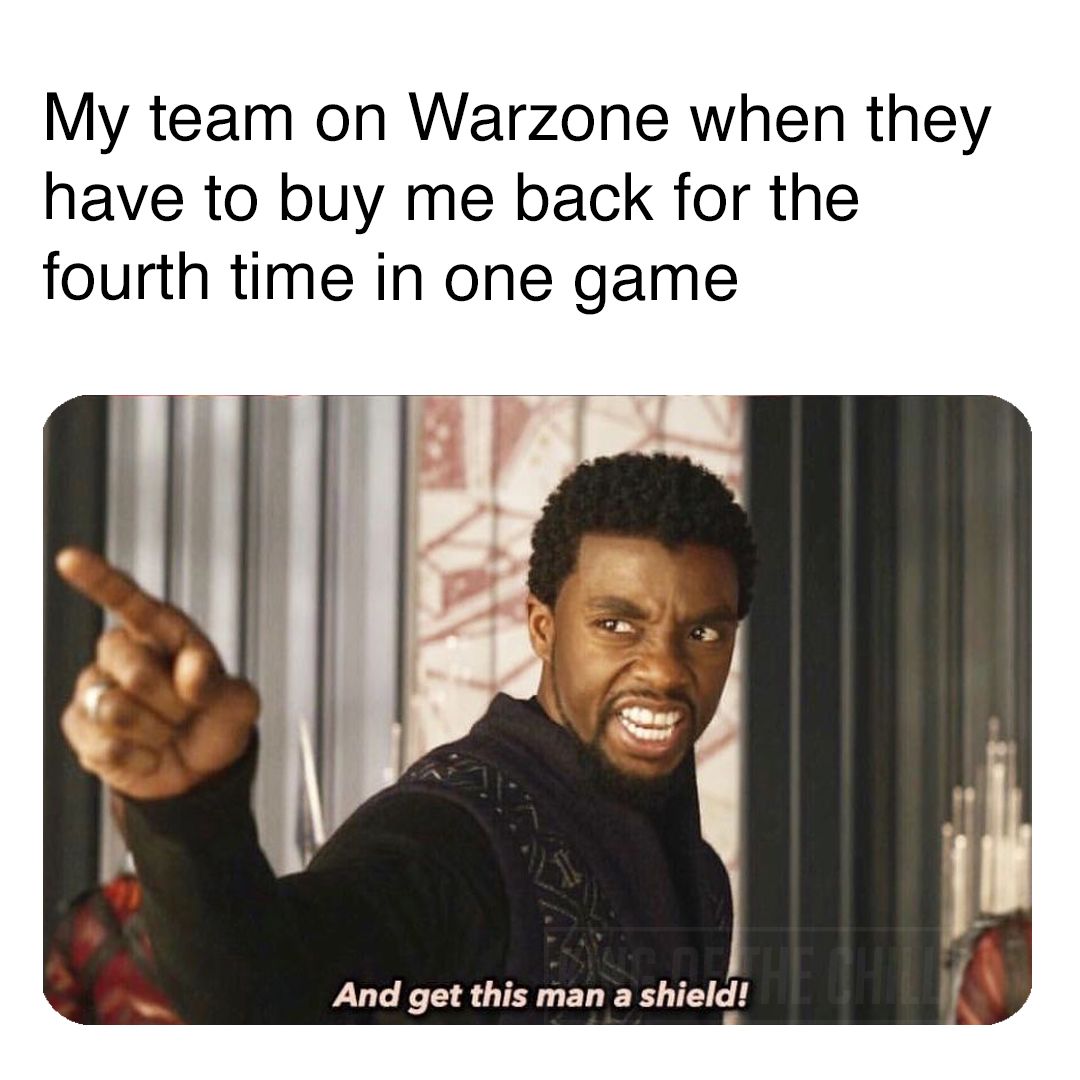 My team on Warzone when they
have to buy me back for the
fourth time in one game
And get this man a shield!